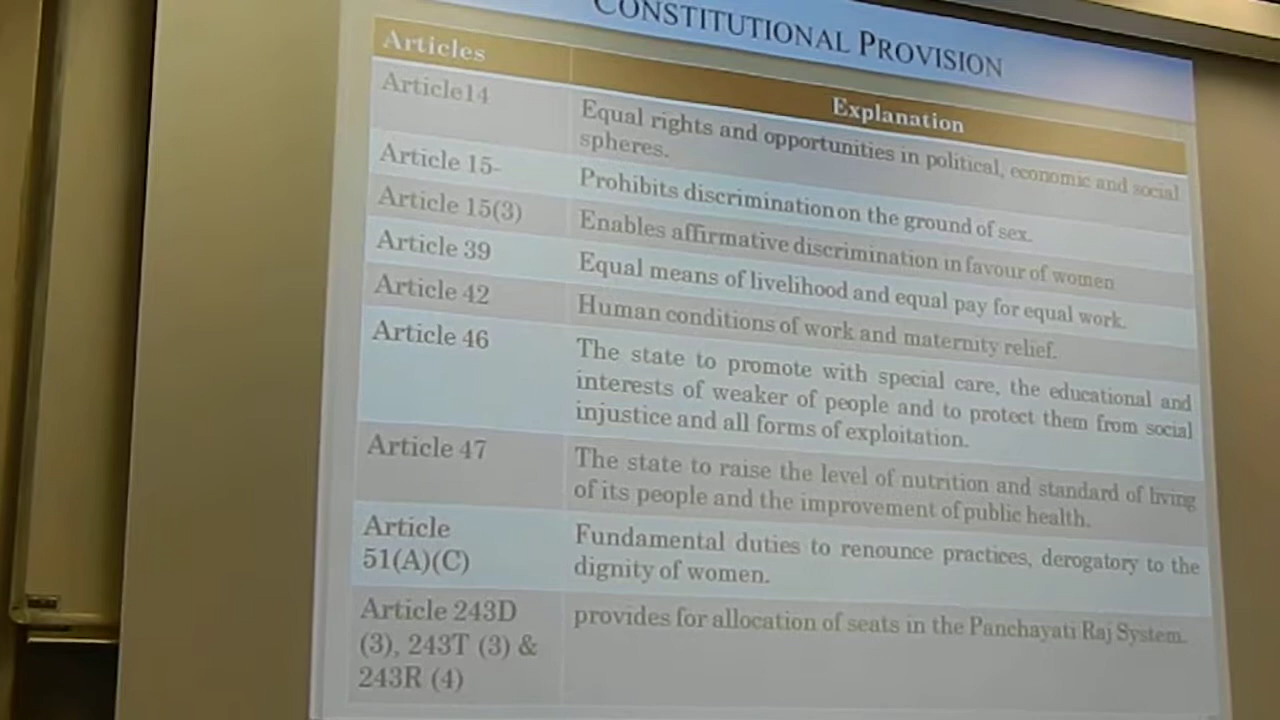 CONSTITUTIONAL PROVISION
Articles
Explanation
Article14
Equal rights and opportunities in political, economic and social
spheres.
Article 15-
Prohibits discrimination on the ground of sex.
Article 15(3)
Enables affirmative discrimination in favour of women
Article 39
Equal means of livelihood and equal pay for equal work.
Article 42
Human conditions of work and maternity relief.
Article 46
The state to promote with special care, the educational and
interests of weaker of people and to protect them from social
injustice and all forms of exploitation.
Article 47
The state to raise the level of nutrition and standard of living
of its people and the improvement of public health.
Article
51(A)(C)
Fundamental duties to renounce practices, derogatory to the
dignity of women.
Article 243D
(3), 243T (3) &
243R (4)
provides for allocation of seats in the Panchayati Raj System.